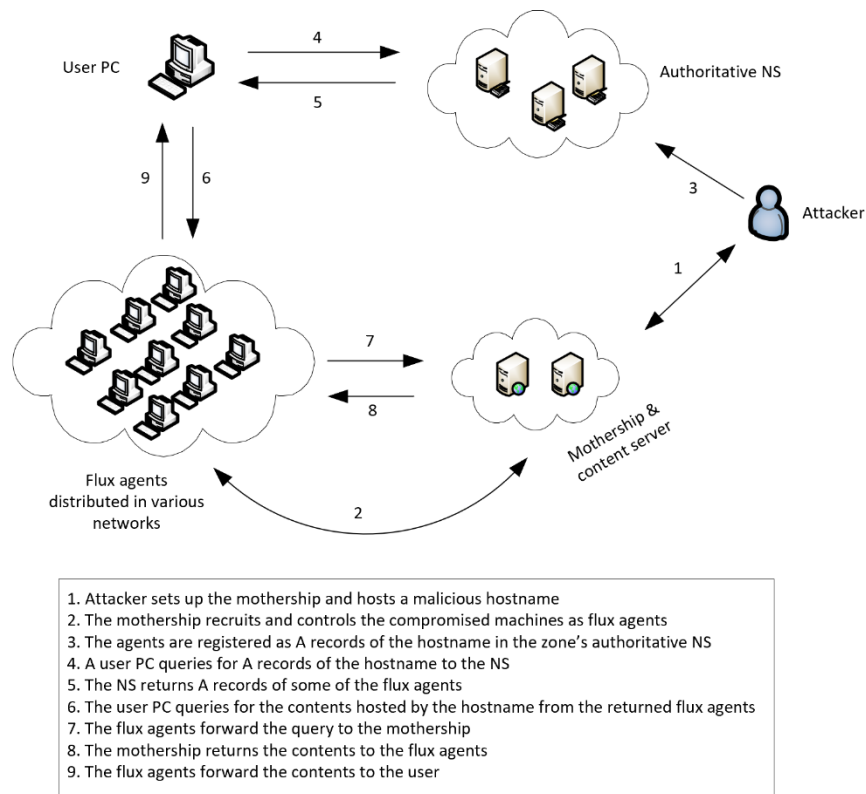 User PC
4
5
Authoritative NS
9
6
3
Attacker
1
7
8
Mothership &
content server
Flux agents
distributed in various
networks
2
1. Attacker sets up the mothership and hosts a malicious hostname
2. The mothership recruits and controls the compromised machines as flux agents
3. The agents are registered as A records of the hostname in the zone's authoritative NS
4. A user PC queries for A records of the hostname to the NS
5. The NS returns A records of some of the flux agents
6. The user PC queries for the contents hosted by the hostname from the returned flux agents
7. The flux agents forward the query to the mothership
8. The mothership returns the contents to the flux agents
9. The flux agents forward the contents to the user